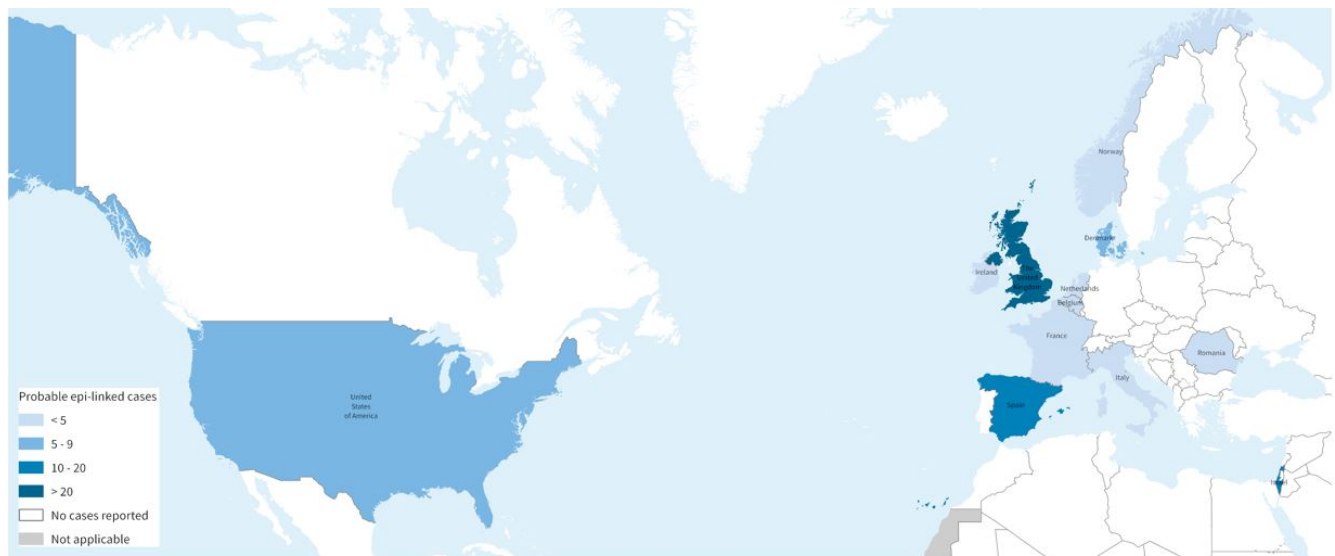 Norway
Denmark
Ireland
The
United
Kingdom
Netherlands
Belgium
France
Romania
Italy
Spain
Israel
United
States
of America
Probable epi-linked cases
< 5
5 - 9
10 - 20
> 20
No cases reported
Not applicable